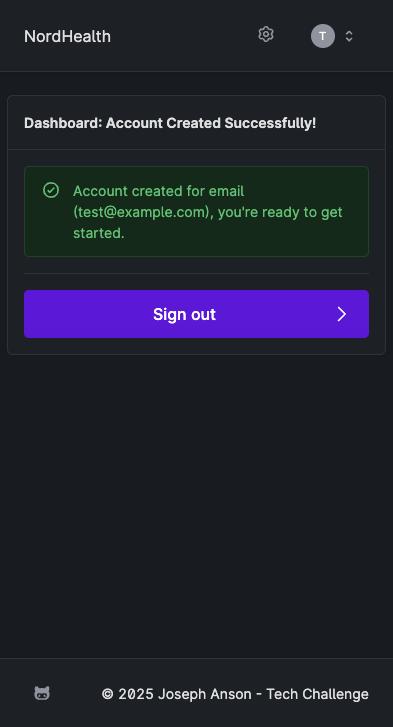 NordHealth
T
Dashboard: Account Created Successfully!
Account created for email
(test@example.com), you're ready to get
started.
Sign out
© 2025 Joseph Anson - Tech Challenge